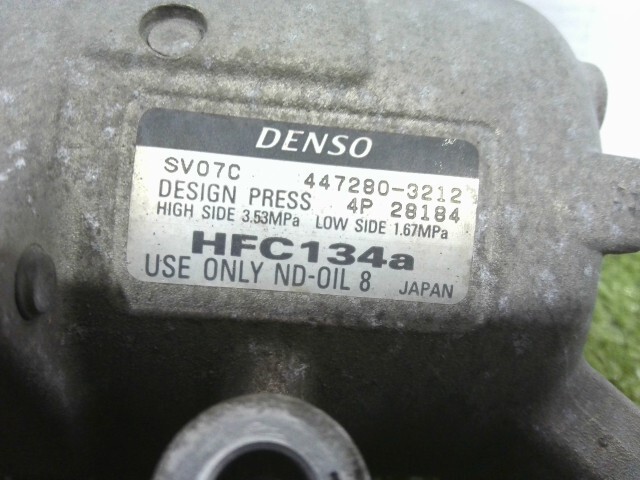 DENSO
SV07C 447280-3212
DESIGN PRESS 4P 28184
HIGH SIDE 3.53MPa LOW SIDE 1.67MPa
HFC134a
USE ONLY ND-OIL 8 JAPAN